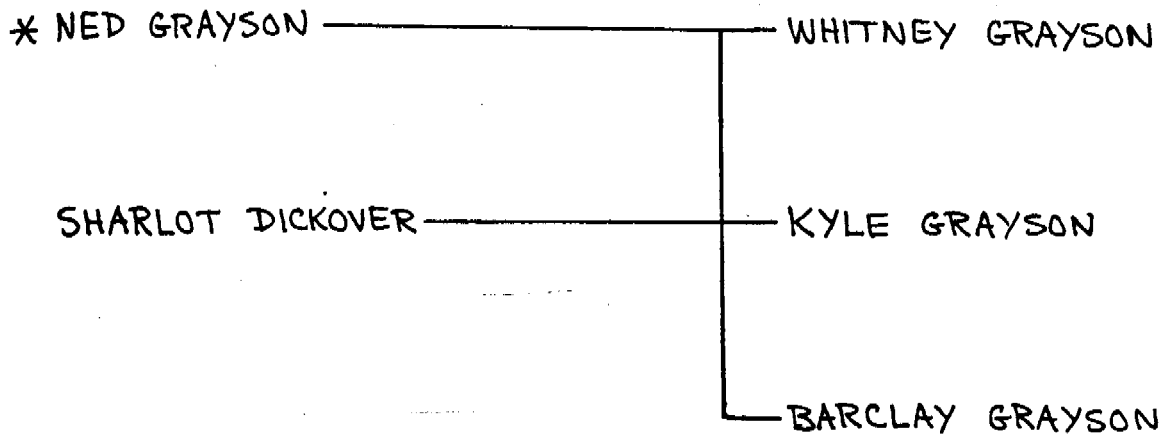 * NED GRAYSON
WHITNEY GRAYSON
SHARLOT DICKOVER
KYLE GRAYSON
BARCLAY GRAYSON